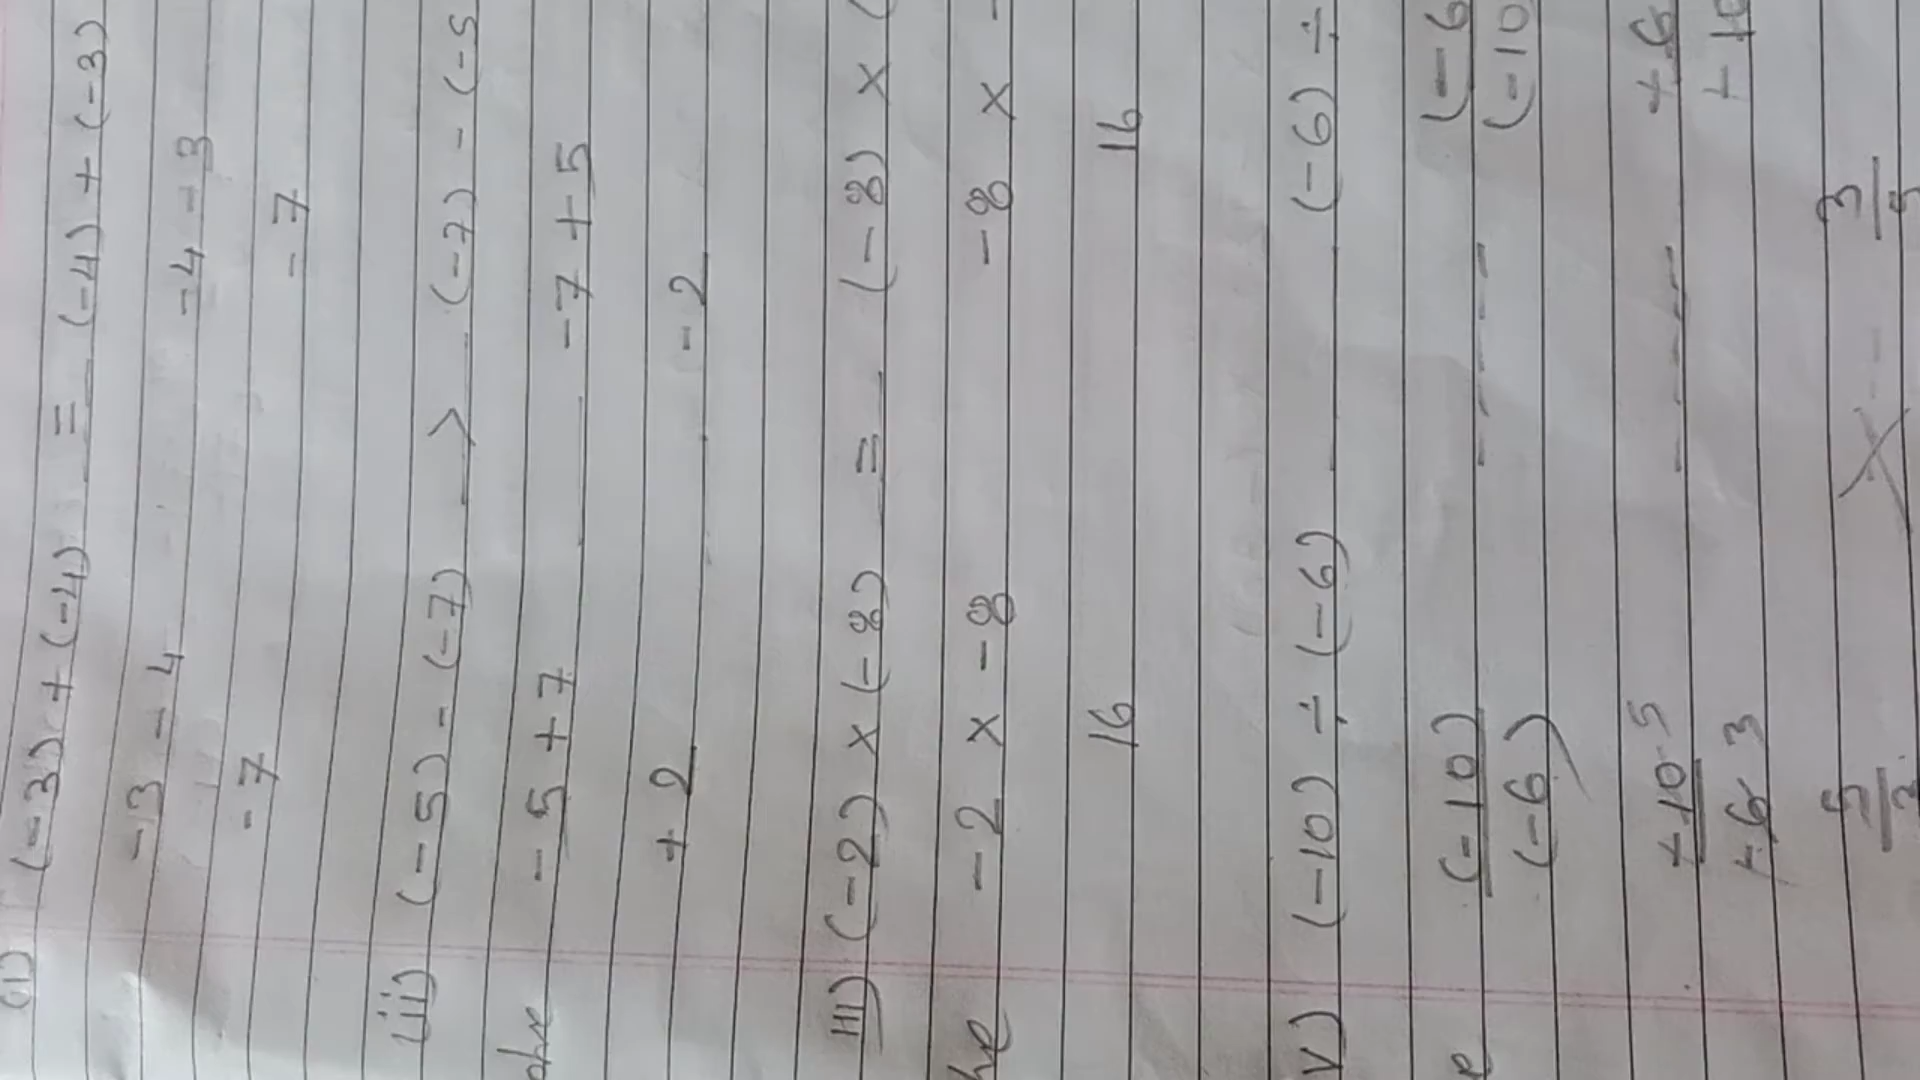 (i) (-3) + (-4) = (-4) + (-3)
-3 - 4 -4 - 3
-7 -7
(ii) (-5) - (-7) > (-7) - (-5
-5 + 7 -7 + 5
+2 -2
iii) (-2) × (-8) = (-8) × (
-2 × -8 -8 × -
16 16
v) (-10) ÷ (-6) (-6) ÷
(-10) ----- (-6
(-6) (-10
+10 5 ----- +6
+6 3 +10
5 3
3 5